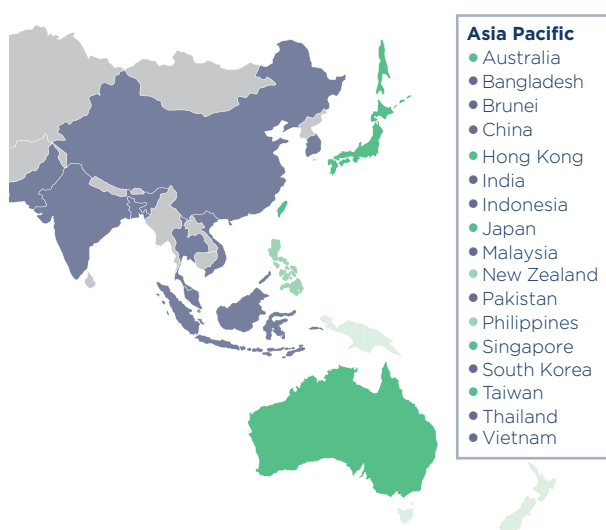 Asia Pacific
Australia
Bangladesh
Brunei
China
Hong Kong
India
Indonesia
Japan
Malaysia
New Zealand
Pakistan
Philippines
Singapore
South Korea
Taiwan
Thailand
Vietnam